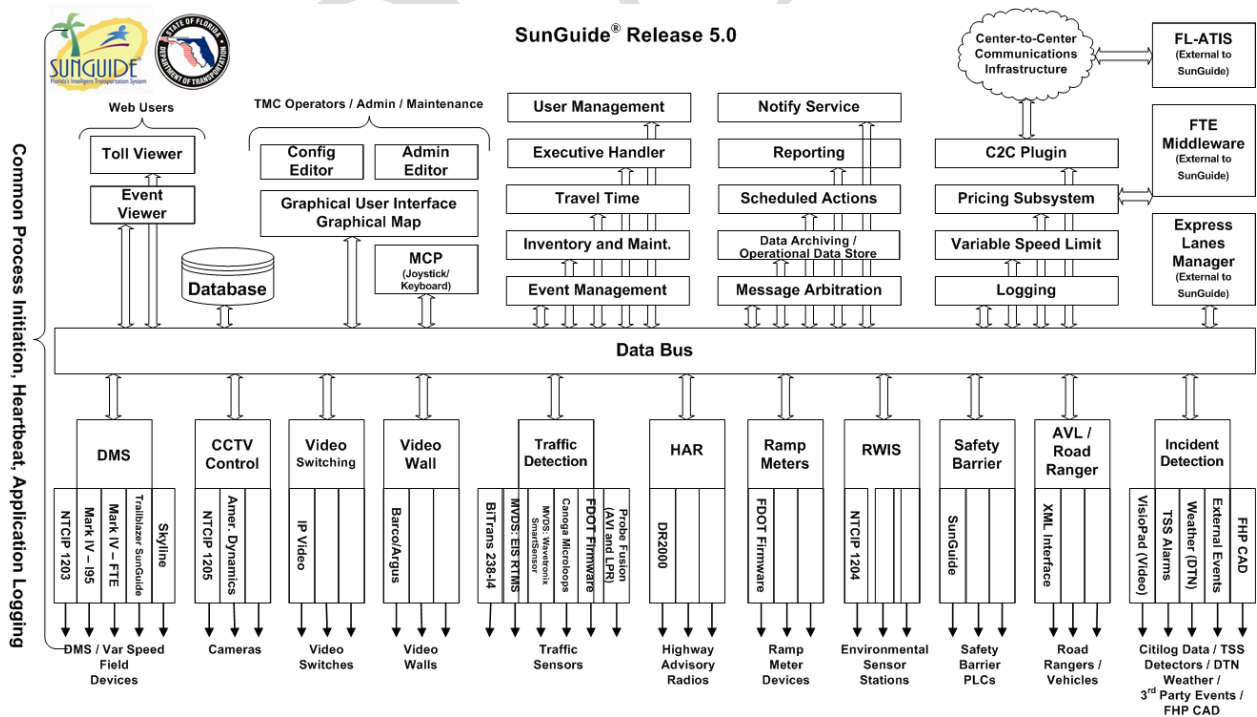 SunGuide® Release 5.0
SUNGUIDE®
Florida's Intelligent Transportation System
STATE OF FLORIDA
DEPARTMENT OF TRANSPORTATION
Common Process Initiation, Heartbeat, Application Logging
Web Users
Toll Viewer
Event
Viewer
TMC Operators / Admin / Maintenance
Config
Editor
Admin
Editor
Graphical User Interface
Graphical Map
MCP
(Joystick/
Keyboard)
Database
User Management
Executive Handler
Travel Time
Inventory and Maint.
Event Management
Notify Service
Reporting
Scheduled Actions
Data Archiving /
Operational Data Store
Message Arbitration
Center-to-Center
Communications
Infrastructure
C2C Plugin
Pricing Subsystem
Variable Speed Limit
Logging
FL-ATIS
(External to
SunGuide)
FTE
Middleware
(External to
SunGuide)
Express
Lanes
Manager
(External to
SunGuide)
Data Bus
DMS
NTCIP 1203
Mark IV – I95
Mark IV – FTE
Trailblazer SunGuide
Skyline
DMS / Var Speed
Field
Devices
CCTV
Control
NTCIP 1205
Amer. Dynamics
Cameras
Video
Switching
IP Video
Video
Switches
Video
Wall
Barco/Argus
Video
Walls
Traffic
Detection
BiTrans 238-I4
MVDS: EIS RTMS
MVDS: Wavetronix
SmartSensor
Canoga Microloops
FDOT Firmware
Probe Fusion
(AVI and LPR)
Traffic
Sensors
HAR
DR2000
Highway
Advisory
Radios
Ramp
Meters
FDOT Firmware
Ramp
Meter
Devices
RWIS
NTCIP 1204
Environmental
Sensor
Stations
Safety
Barrier
SunGuide
Safety
Barrier
PLCs
AVL /
Road
Ranger
XML Interface
Road
Rangers /
Vehicles
Incident
Detection
VisioPad (Video)
TSS Alarms
Weather (DTN)
External Events
FHP CAD
Citilog Data / TSS
Detectors / DTN
Weather /
3rd Party Events /
FHP CAD